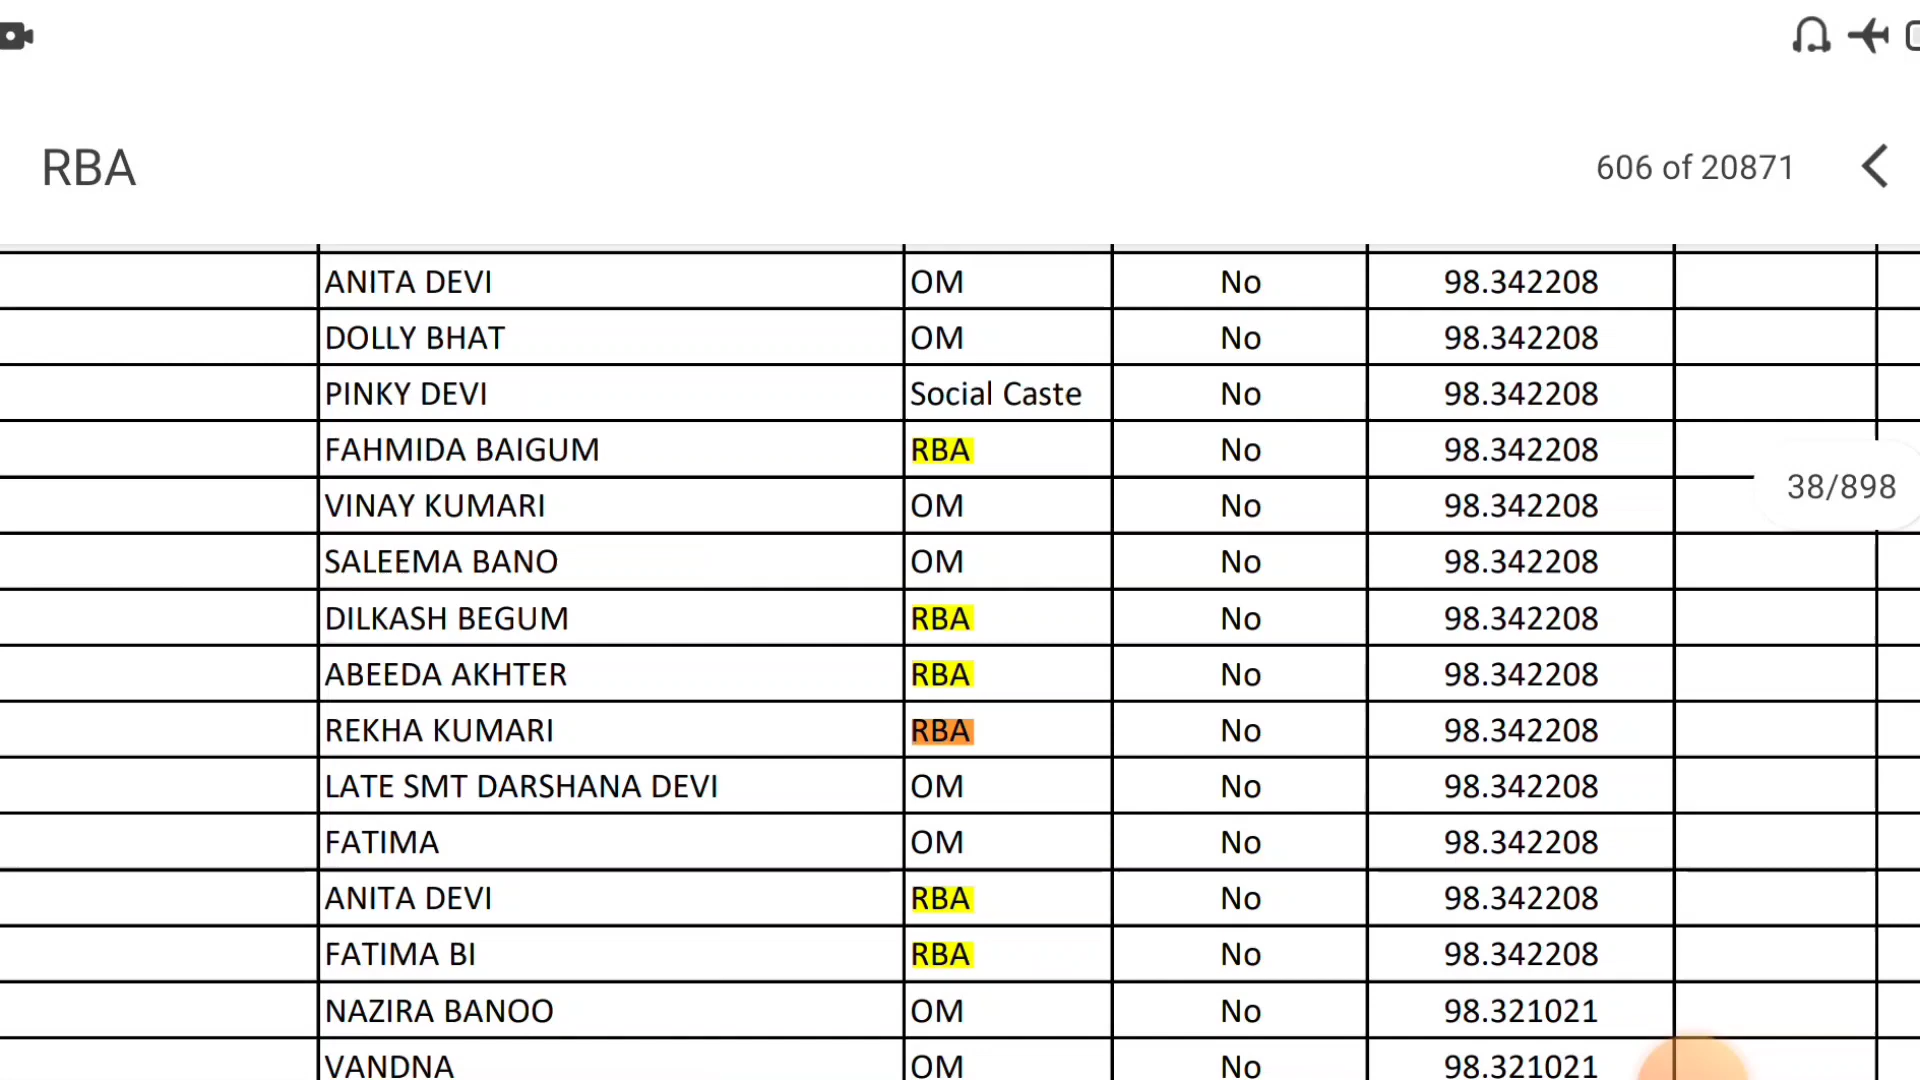 RBA 606 of 20871
ANITA DEVI OM No 98.342208
DOLLY BHAT OM No 98.342208
PINKY DEVI Social Caste No 98.342208
FAHMIDA BAIGUM RBA No 98.342208
38/898
VINAY KUMARI OM No 98.342208
SALEEMA BANO OM No 98.342208
DILKASH BEGUM RBA No 98.342208
ABEEDA AKHTER RBA No 98.342208
REKHA KUMARI RBA No 98.342208
LATE SMT DARSHANA DEVI OM No 98.342208
FATIMA OM No 98.342208
ANITA DEVI RBA No 98.342208
FATIMA BI RBA No 98.342208
NAZIRA BANOO OM No 98.321021
VANDNA OM No 98.321021